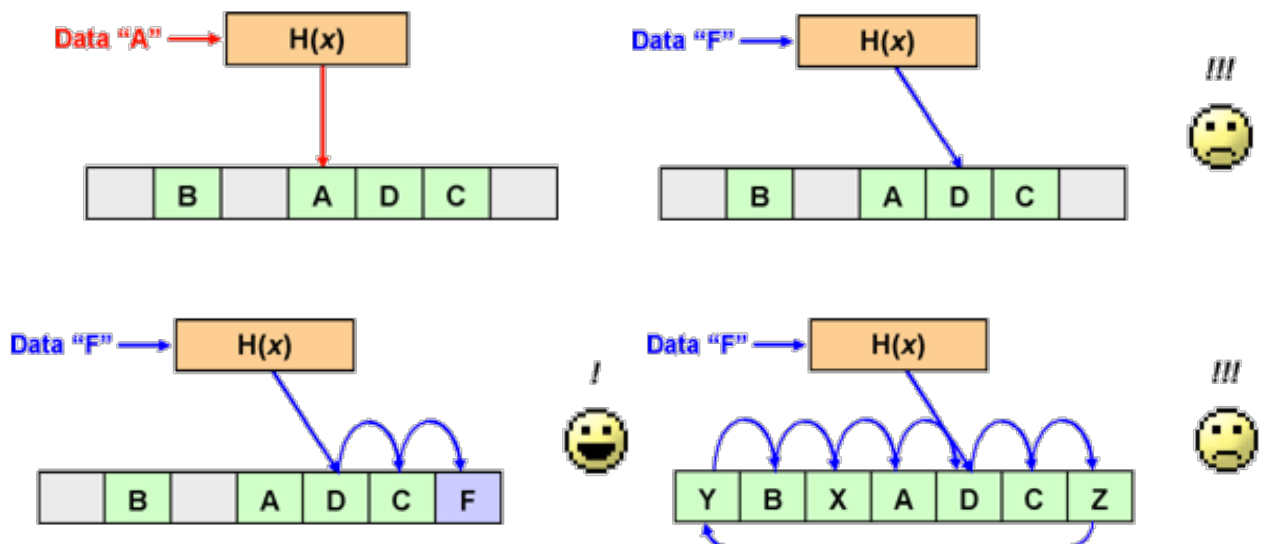 Data “A”
H(x)
B A D C
Data “F”
H(x)
!!!
B A D C
Data “F”
H(x)
!
B A D C F
Data “F”
H(x)
!!!
Y B X A D C Z